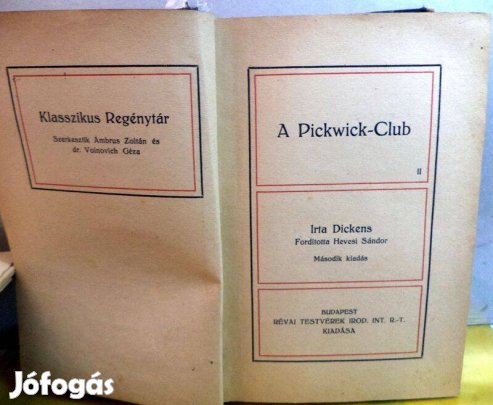 Klasszikus Regénytár
Szerkesztik Ambrus Zoltán és
dr. Voinovich Géza
A Pickwick-Club
II
Irta Dickens
Forditotta Hevesi Sándor
Második kiadás
BUDAPEST
RÉVAI TESTVÉREK IROD. INT. R.-T.
KIADÁSA
Jófogás